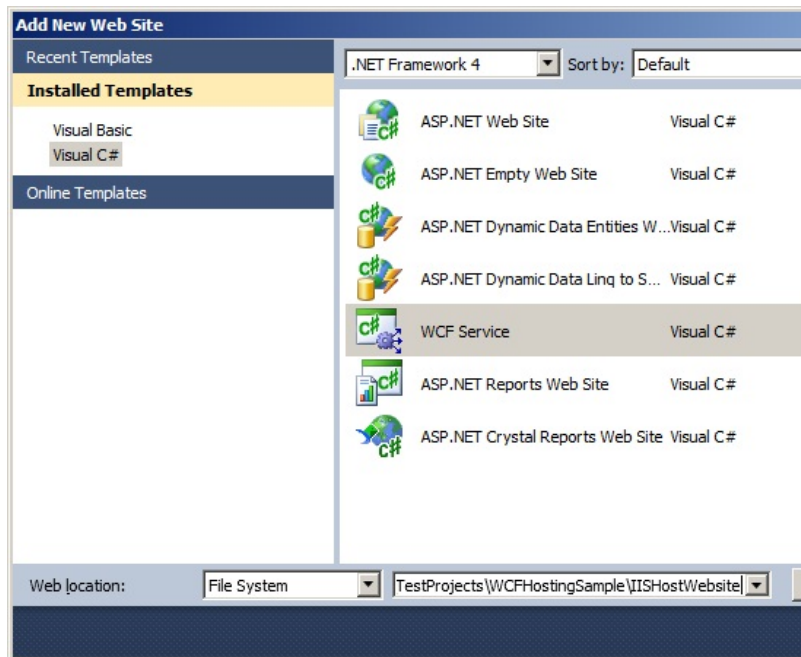 Add New Web Site
Recent Templates
Installed Templates
Visual Basic
Visual C#
Online Templates
.NET Framework 4 Sort by: Default
ASP.NET Web Site Visual C#
ASP.NET Empty Web Site Visual C#
ASP.NET Dynamic Data Entities W... Visual C#
ASP.NET Dynamic Data Linq to S... Visual C#
WCF Service Visual C#
ASP.NET Reports Web Site Visual C#
ASP.NET Crystal Reports Web Site Visual C#
Web location: File System TestProjects\WCFHostingSample\IISHostWebsite